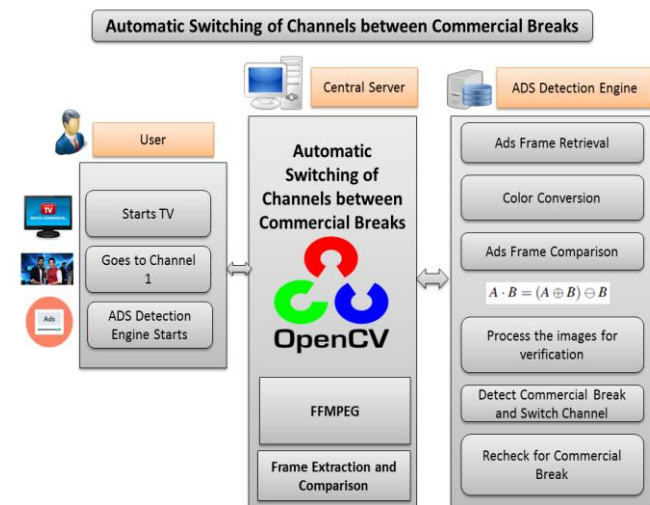 Automatic Switching of Channels between Commercial Breaks
User
Starts TV
Goes to Channel
1
ADS Detection
Engine Starts
TV
Ads
Central Server
Automatic
Switching of
Channels between
Commercial Breaks
OpenCV
FFMPEG
Frame Extraction and
Comparison
ADS Detection Engine
Ads Frame Retrieval
Color Conversion
Ads Frame Comparison
A · B = (A ⊕ B) ⊖ B
Process the images for
verification
Detect Commercial Break
and Switch Channel
Recheck for Commercial
Break